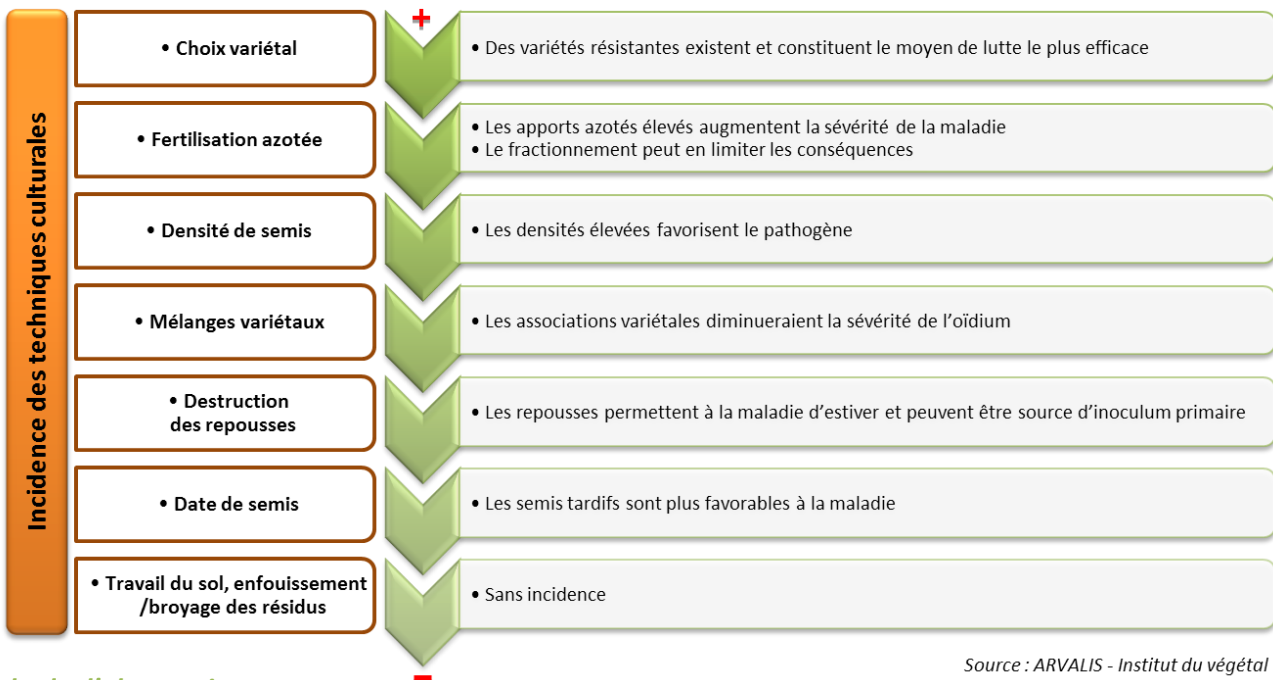 Incidence des techniques culturales
+
• Choix variétal
• Des variétés résistantes existent et constituent le moyen de lutte le plus efficace
• Fertilisation azotée
• Les apports azotés élevés augmentent la sévérité de la maladie
• Le fractionnement peut en limiter les conséquences
• Densité de semis
• Les densités élevées favorisent le pathogène
• Mélanges variétaux
• Les associations variétales diminueraient la sévérité de l'oïdium
• Destruction
des repousses
• Les repousses permettent à la maladie d'estiver et peuvent être source d'inoculum primaire
• Date de semis
• Les semis tardifs sont plus favorables à la maladie
• Travail du sol, enfouissement
/broyage des résidus
• Sans incidence
Source : ARVALIS - Institut du végétal